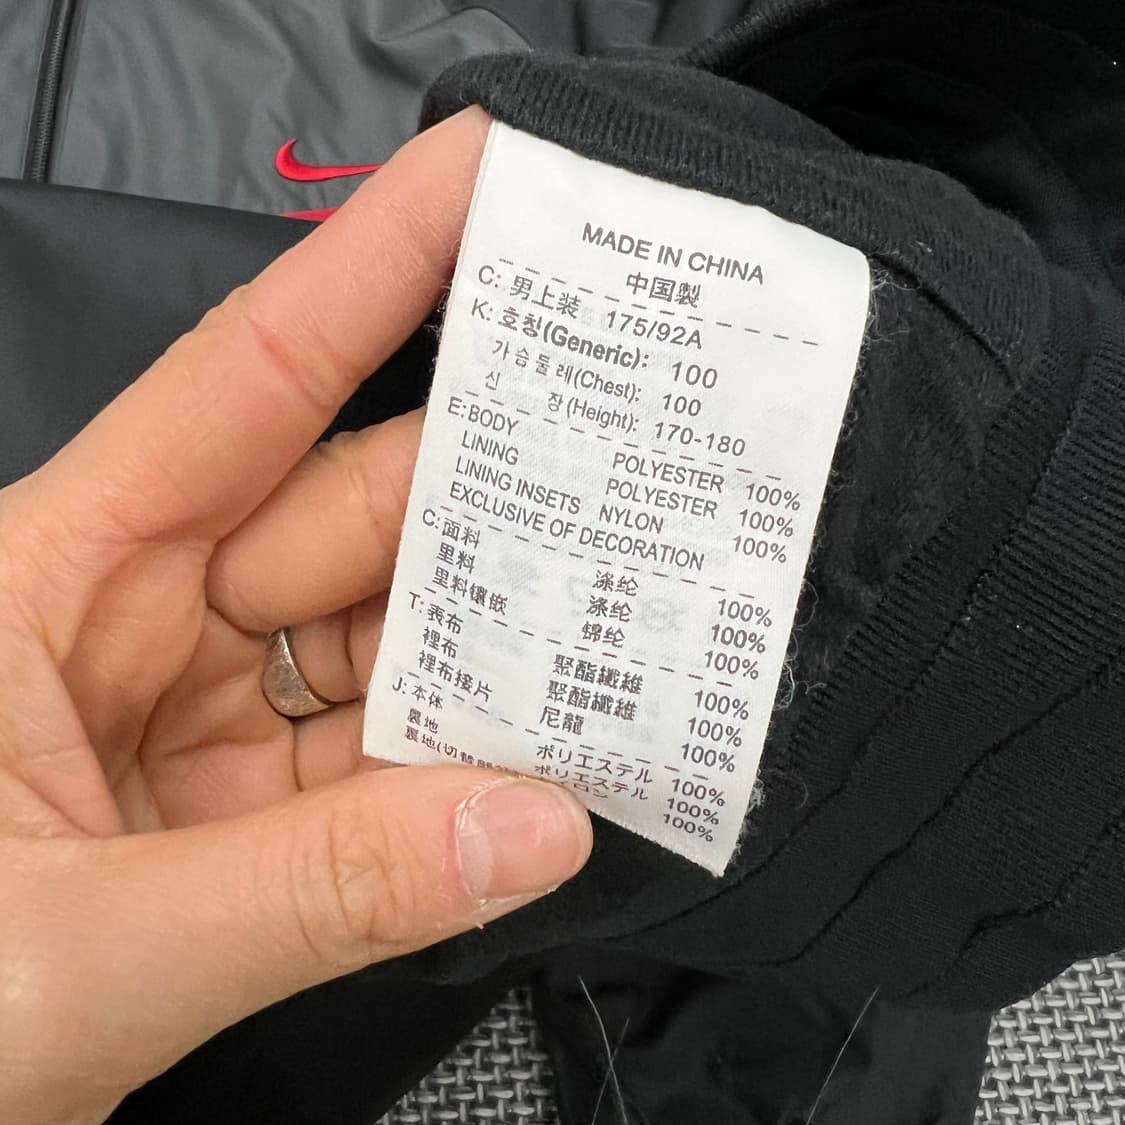 MADE IN CHINA
中国製
C: 男上装 175/92A
K: 호칭(Generic): 100
가슴둘레(Chest): 100
신 장(Height): 170-180
E: BODY POLYESTER 100%
LINING POLYESTER 100%
LINING INSETS NYLON 100%
EXCLUSIVE OF DECORATION
C: 面料 涤纶 100%
里料 涤纶 100%
里料镶嵌 锦纶 100%
T: 表布 聚酯纖維 100%
裡布 聚酯纖維 100%
裡布接片 尼龍 100%
J: 本体 ポリエステル 100%
裏地 ポリエステル 100%
裏地(切替 100%